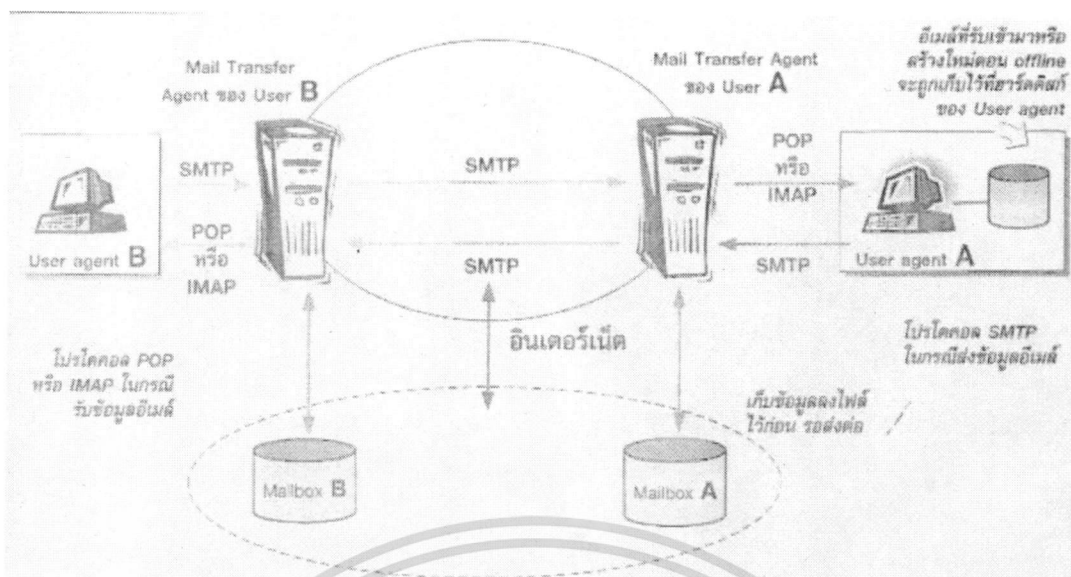 Mail Transfer
Agent ของ User B
Mail Transfer Agent
ของ User A
อีเมล์ที่รับเข้ามาหรือ
สร้างใหม่ตอน offline
จะถูกเก็บไว้ที่ฮาร์ดดิสก์
ของ User agent
SMTP
POP
หรือ
IMAP
User agent B
SMTP
SMTP
POP
หรือ
IMAP
SMTP
User agent A
อินเตอร์เน็ต
โปรโตคอล POP
หรือ IMAP ในกรณี
รับข้อมูลอีเมล์
โปรโตคอล SMTP
ในกรณีส่งข้อมูลอีเมล์
เก็บข้อมูลลงไฟล์
ไว้ก่อน รอส่งต่อ
Mailbox B
Mailbox A